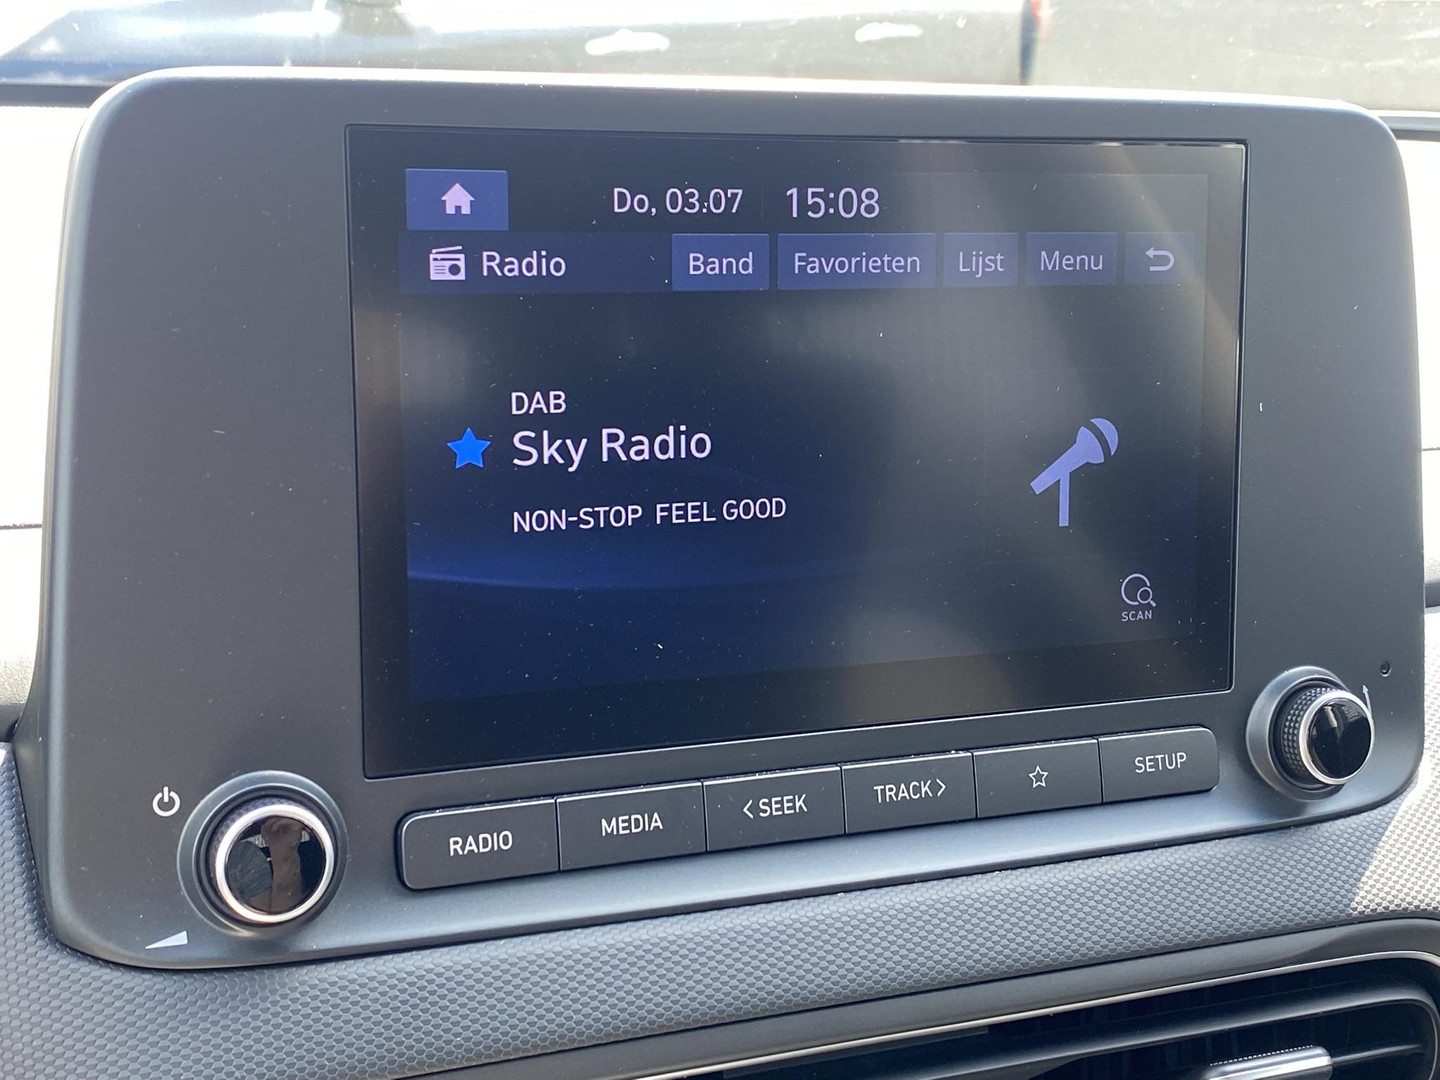 Do, 03.07 15:08
Radio Band Favorieten Lijst Menu
DAB
Sky Radio
NON-STOP FEEL GOOD
SCAN
RADIO MEDIA <SEEK TRACK> SETUP